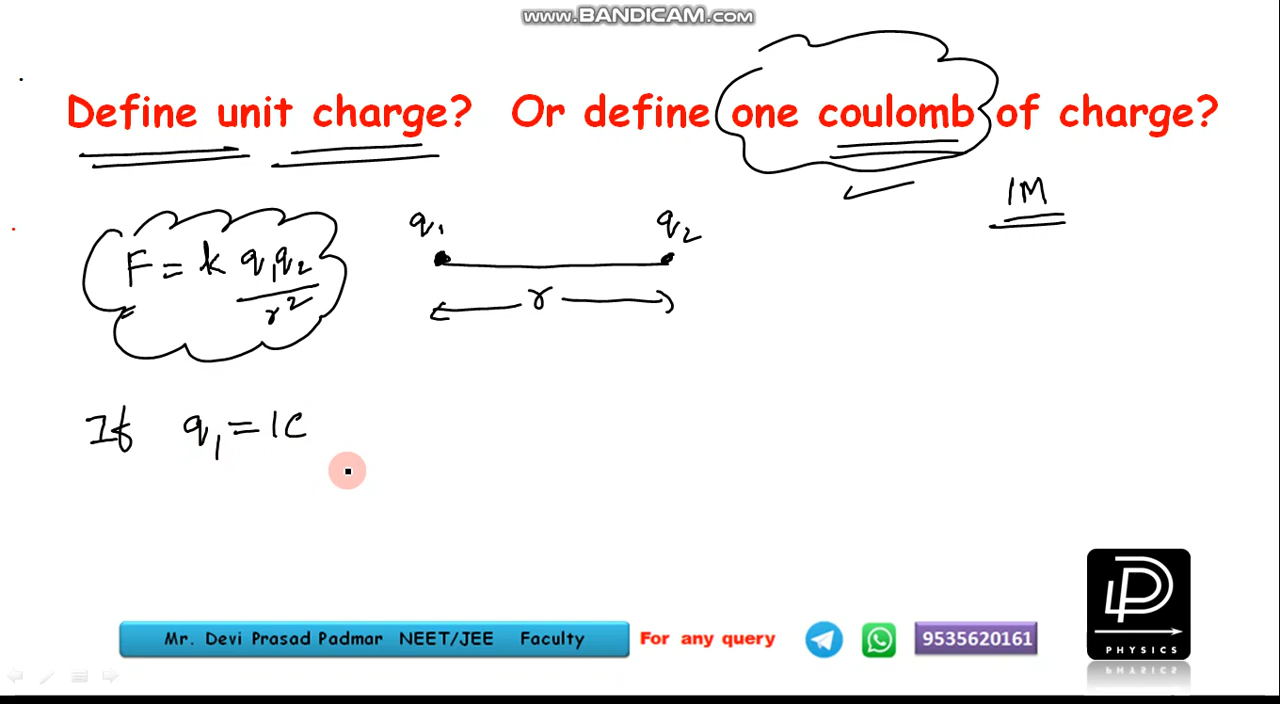 www.BANDICAM.com
Define unit charge? Or define one coulomb of charge?
1M
q₁ q₂
F = k q₁q₂/r²
r
If q₁ = 1C
Mr. Devi Prasad Padmar NEET/JEE Faculty For any query 9535620161
DP
PHYSICS